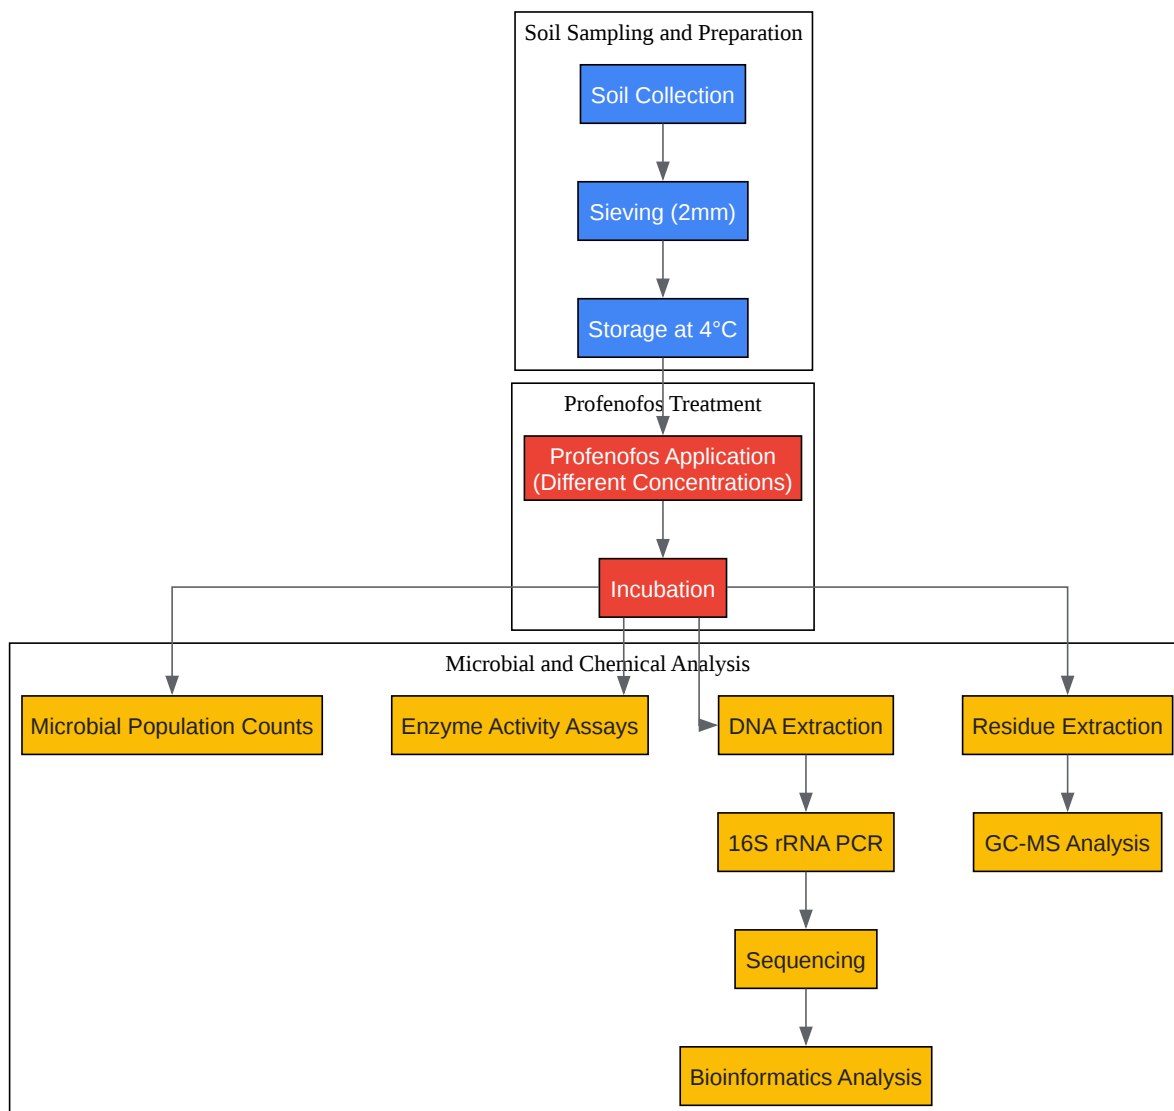 Soil Sampling and Preparation
Soil Collection
Sieving (2mm)
Storage at 4°C
Profenofos Treatment
Profenofos Application
(Different Concentrations)
Incubation
Microbial and Chemical Analysis
Microbial Population Counts
Enzyme Activity Assays
DNA Extraction
Residue Extraction
16S rRNA PCR
GC-MS Analysis
Sequencing
Bioinformatics Analysis